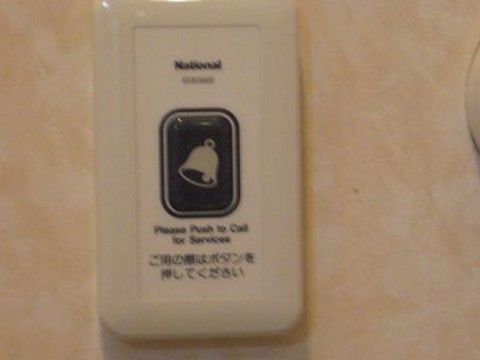 National
Please Push to Call
for Services
ご用の際はボタンを
押してください